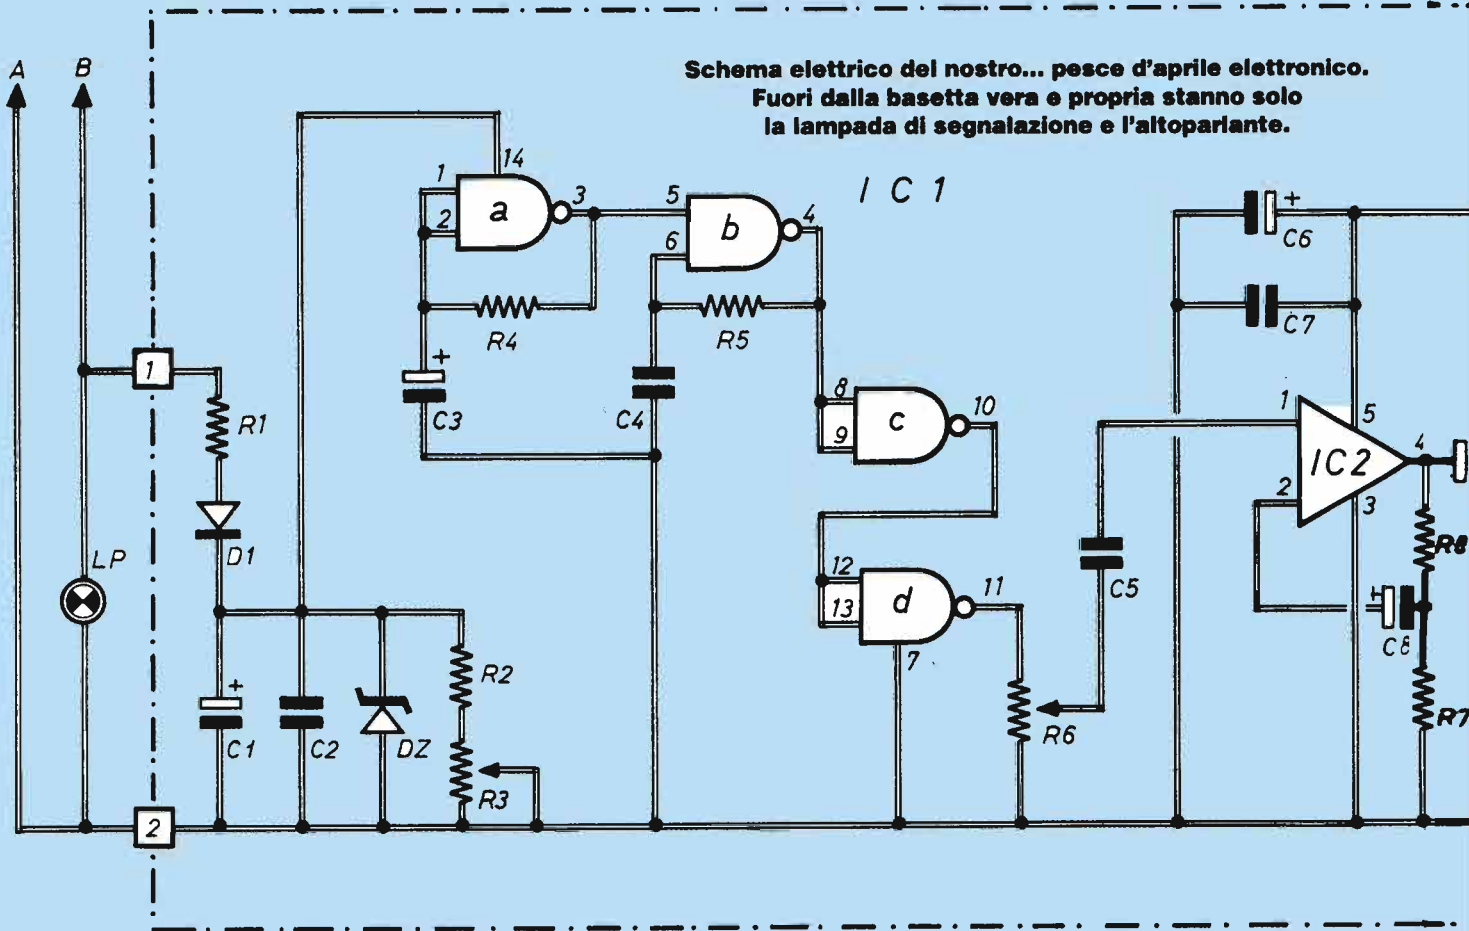 A
B
Schema elettrico del nostro... pesce d'aprile elettronico.
Fuori dalla basetta vera e propria stanno solo
la lampada di segnalazione e l'altoparlante.
14
1
2
a
3
5
6
b
4
IC1
+
C6
C7
R4
R5
1
R1
+
C3
C4
8
9
c
10
1
5
2
IC2
4
3
D1
LP
12
13
d
11
7
C5
R8
+
C8
R2
+
C1
C2
DZ
R3
R6
R7
2